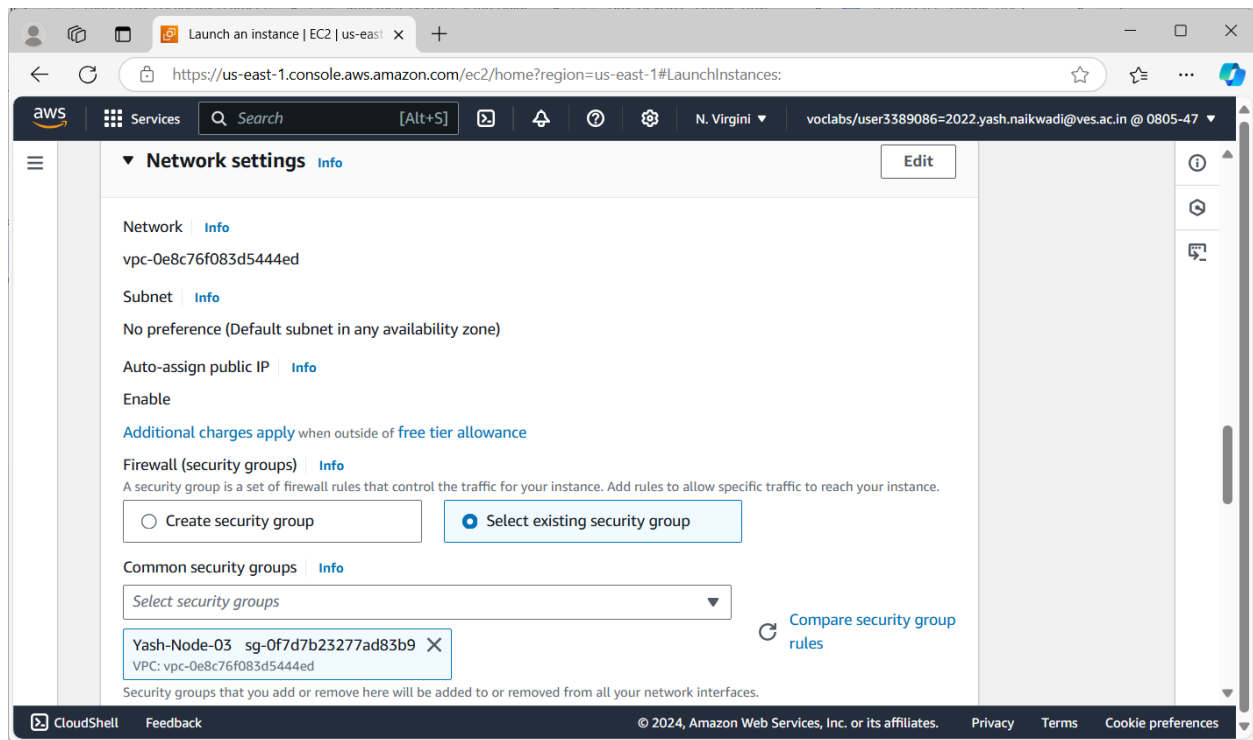 Launch an instance | EC2 | us-east
https://us-east-1.console.aws.amazon.com/ec2/home?region=us-east-1#LaunchInstances:
aws Services Search [Alt+S] N. Virgini voclabs/user3389086=2022.yash.naikwadi@ves.ac.in @ 0805-47
Network settings Info Edit
Network Info
vpc-0e8c76f083d5444ed
Subnet Info
No preference (Default subnet in any availability zone)
Auto-assign public IP Info
Enable
Additional charges apply when outside of free tier allowance
Firewall (security groups) Info
A security group is a set of firewall rules that control the traffic for your instance. Add rules to allow specific traffic to reach your instance.
Create security group Select existing security group
Common security groups Info
Select security groups
Compare security group
rules
Yash-Node-03 sg-0f7d7b23277ad83b9
VPC: vpc-0e8c76f083d5444ed
Security groups that you add or remove here will be added to or removed from all your network interfaces.
CloudShell Feedback © 2024, Amazon Web Services, Inc. or its affiliates. Privacy Terms Cookie preferences